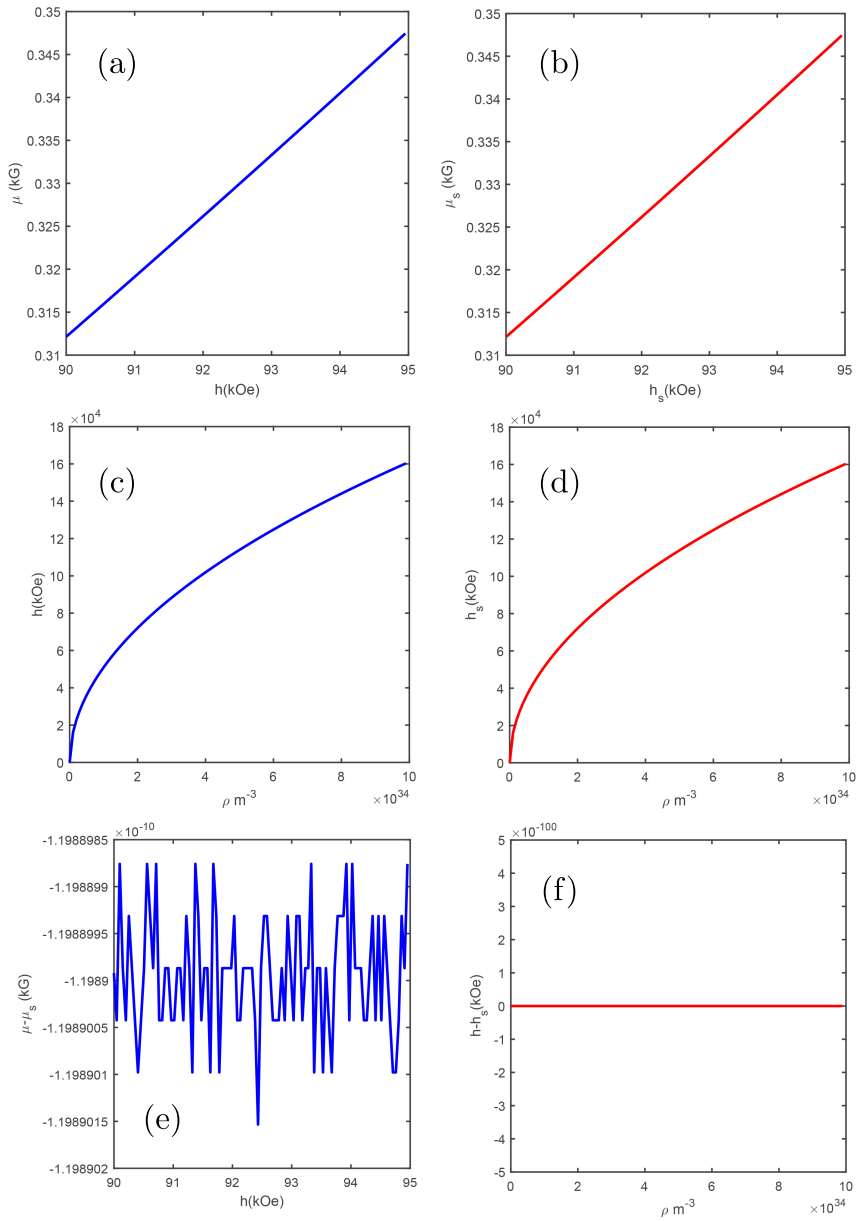 (a)
0.35
0.345
0.34
0.335
0.33
0.325
0.32
0.315
0.31
μ (kG)
90 91 92 93 94 95
h(kOe)
(b)
0.35
0.345
0.34
0.335
0.33
0.325
0.32
0.315
0.31
μs (kG)
90 91 92 93 94 95
hs(kOe)
(c)
×10^4
18
16
14
12
10
8
6
4
2
0
h(kOe)
0 2 4 6 8 10
ρ m-3
×10^34
(d)
×10^4
18
16
14
12
10
8
6
4
2
0
hs(kOe)
0 2 4 6 8 10
ρ m-3
×10^34
(e)
×10^-10
-1.1988985
-1.198899
-1.1988995
-1.1989
-1.1989005
-1.198901
-1.1989015
-1.198902
μ-μs (kG)
90 91 92 93 94 95
h(kOe)
(f)
×10^-100
5
4
3
2
1
0
-1
-2
-3
-4
-5
h-hs(kOe)
0 2 4 6 8 10
ρ m-3
×10^34